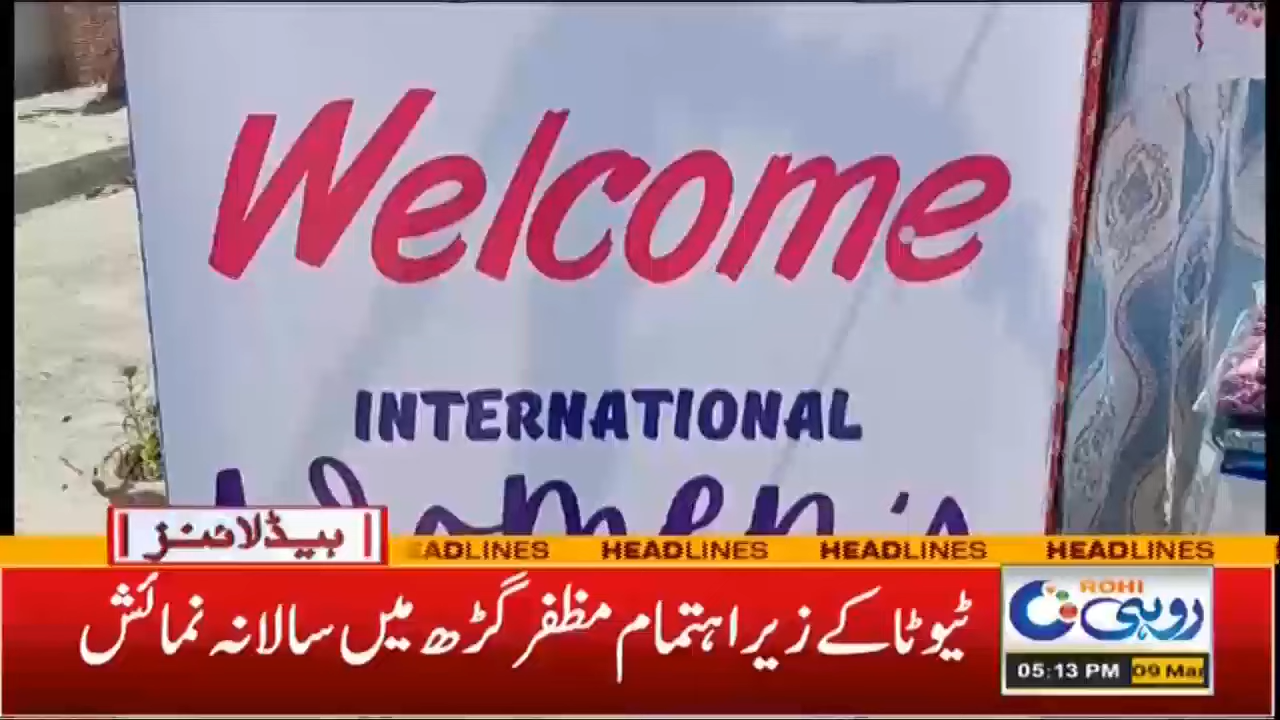 Welcome
INTERNATIONAL
Women's
ہیڈلائنز
HEADLINES HEADLINES HEADLINES
ٹیوٹا کے زیر اہتمام مظفر گڑھ میں سالانہ نمائش
ROHI
روہی
05:13 PM 09 Mar